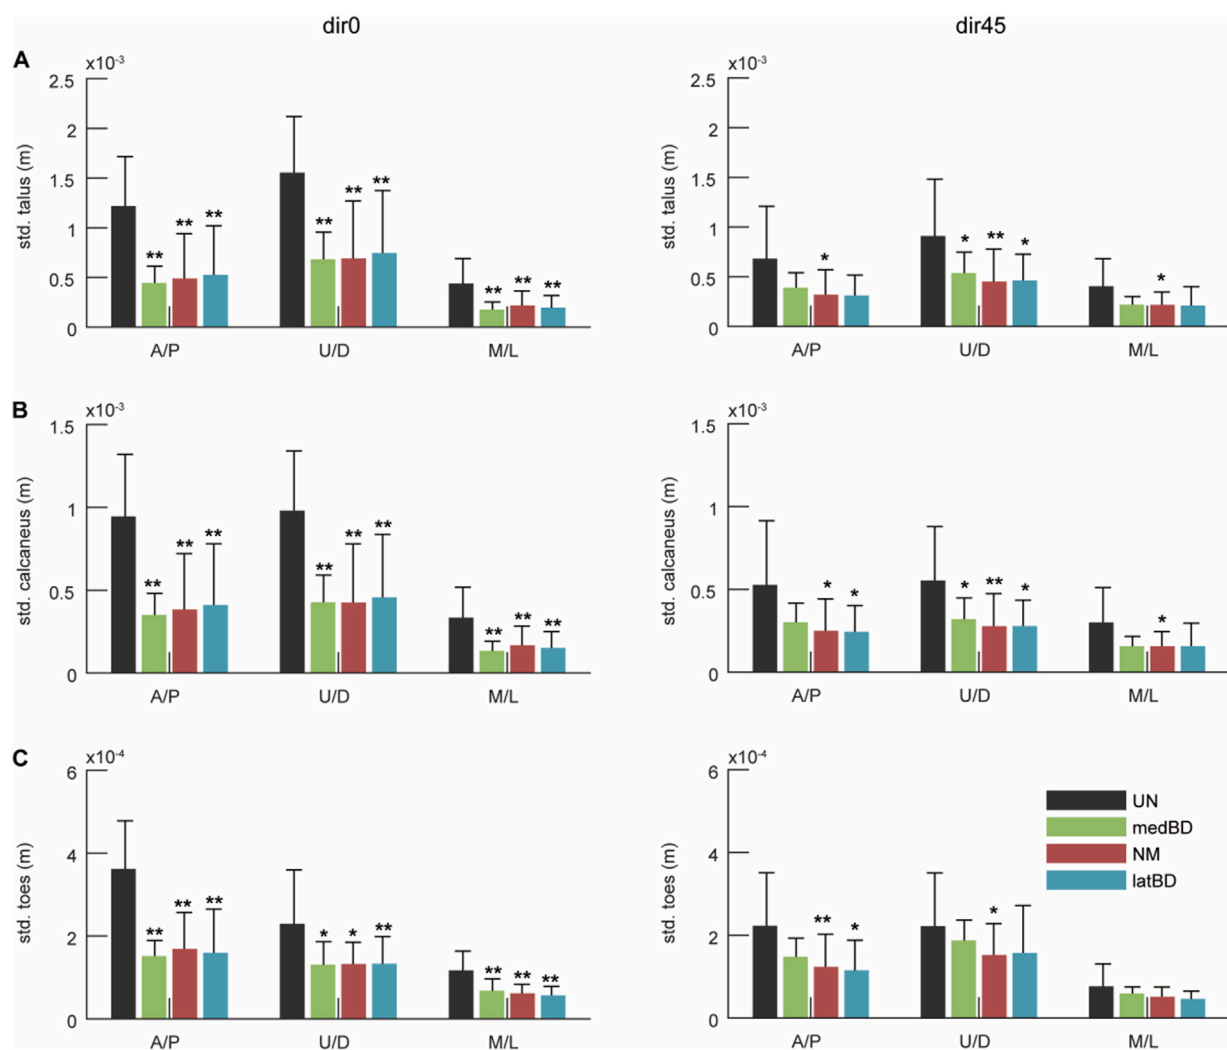 dir0
dir45
A
x10-3
x10-3
2.5
2
1.5
1
0.5
0
std. talus (m)
** ** **
** ** **
** ** **
A/P U/D M/L
2.5
2
1.5
1
0.5
0
std. talus (m)
*
* ** *
*
A/P U/D M/L
B
x10-3
x10-3
1.5
1
0.5
0
std. calcaneus (m)
** ** **
** ** **
** ** **
A/P U/D M/L
1.5
1
0.5
0
std. calcaneus (m)
* *
* ** *
*
A/P U/D M/L
C
x10-4
x10-4
6
4
2
0
std. toes (m)
** ** **
* * **
** ** **
A/P U/D M/L
6
4
2
0
std. toes (m)
** *
*
A/P U/D M/L
UN
medBD
NM
latBD